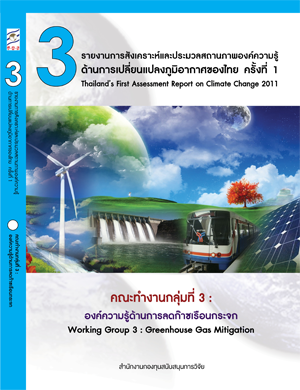 3
รายงานการสังเคราะห์และประมวลสถานภาพองค์ความรู้
ด้านการเปลี่ยนแปลงภูมิอากาศของไทย ครั้งที่ 1
Thailand's First Assessment Report on Climate Change 2011
คณะทำงานกลุ่มที่ 3 :
องค์ความรู้ด้านการลดก๊าซเรือนกระจก
Working Group 3 : Greenhouse Gas Mitigation
สำนักงานกองทุนสนับสนุนการวิจัย
3